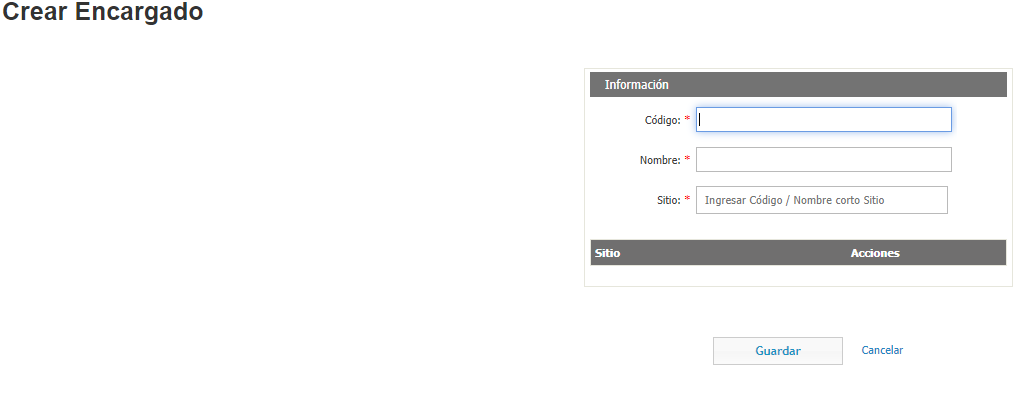 Crear Encargado
Información
Código: *
Nombre: *
Sitio: * Ingresar Código / Nombre corto Sitio
Sitio Acciones
Guardar Cancelar